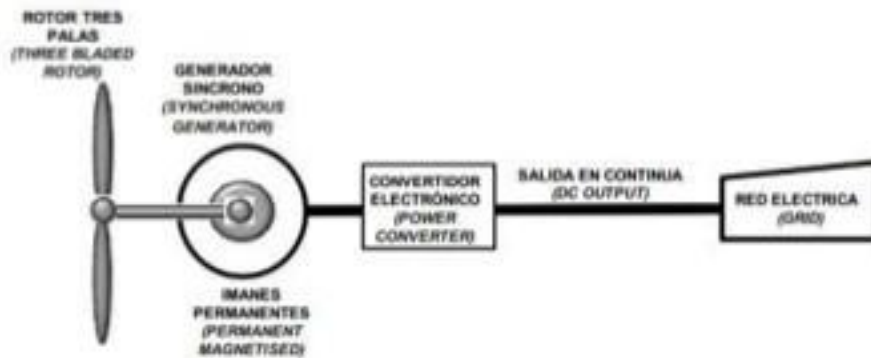 ROTOR TRES
PALAS
(THREE BLADED
ROTOR)
GENERADOR
SINCRONO
(SYNCHRONOUS
GENERATOR)
IMANES
PERMANENTES
(PERMANENT
MAGNETISED)
CONVERTIDOR
ELECTRÓNICO
(POWER
CONVERTER)
SALIDA EN CONTINUA
(DC OUTPUT)
RED ELECTRICA
(GRID)